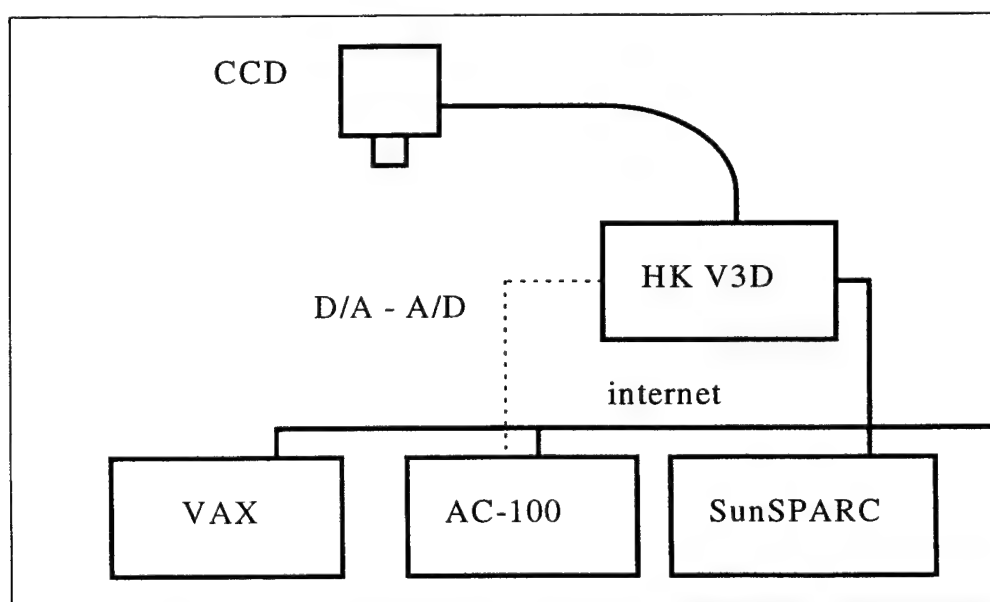 CCD
HK V3D
D/A - A/D
internet
VAX
AC-100
SunSPARC